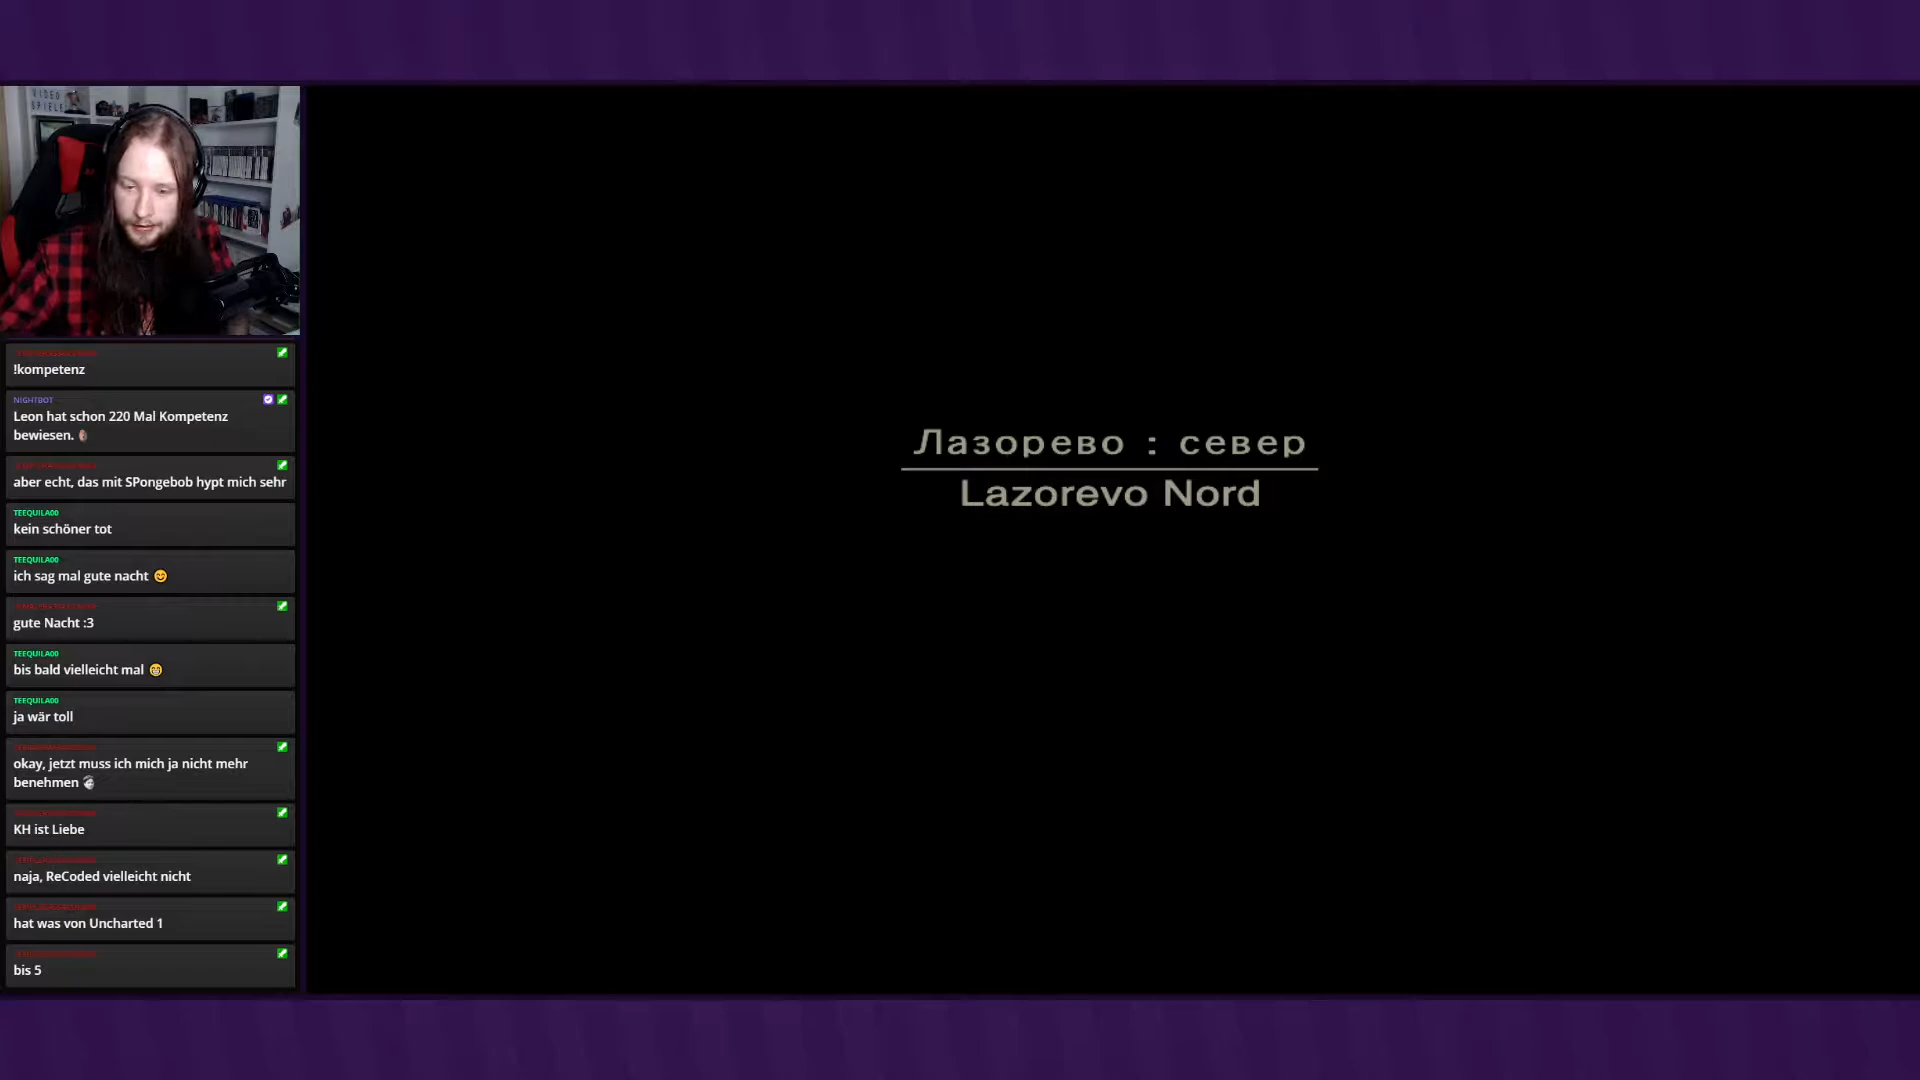 VIDEO
SPIELE
!kompetenz
NIGHTBOT
Leon hat schon 220 Mal Kompetenz
bewiesen.
aber echt, das mit SPongebob hypt mich sehr
TEEQUILA00
kein schöner tot
TEEQUILA00
ich sag mal gute nacht 😊
gute Nacht :3
TEEQUILA00
bis bald vielleicht mal 😁
TEEQUILA00
ja wär toll
okay, jetzt muss ich mich ja nicht mehr
benehmen
KH ist Liebe
naja, ReCoded vielleicht nicht
hat was von Uncharted 1
bis 5
Лазорево : север
Lazorevo Nord